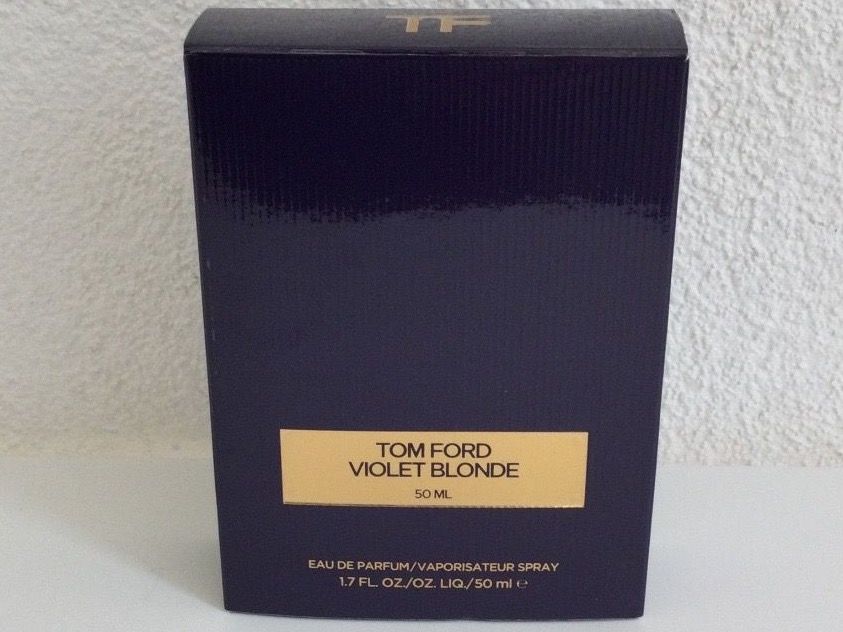 TF
TOM FORD
VIOLET BLONDE
50 ML
EAU DE PARFUM/VAPORISATEUR SPRAY
1.7 FL. OZ./OZ. LIQ./50 ml ℮